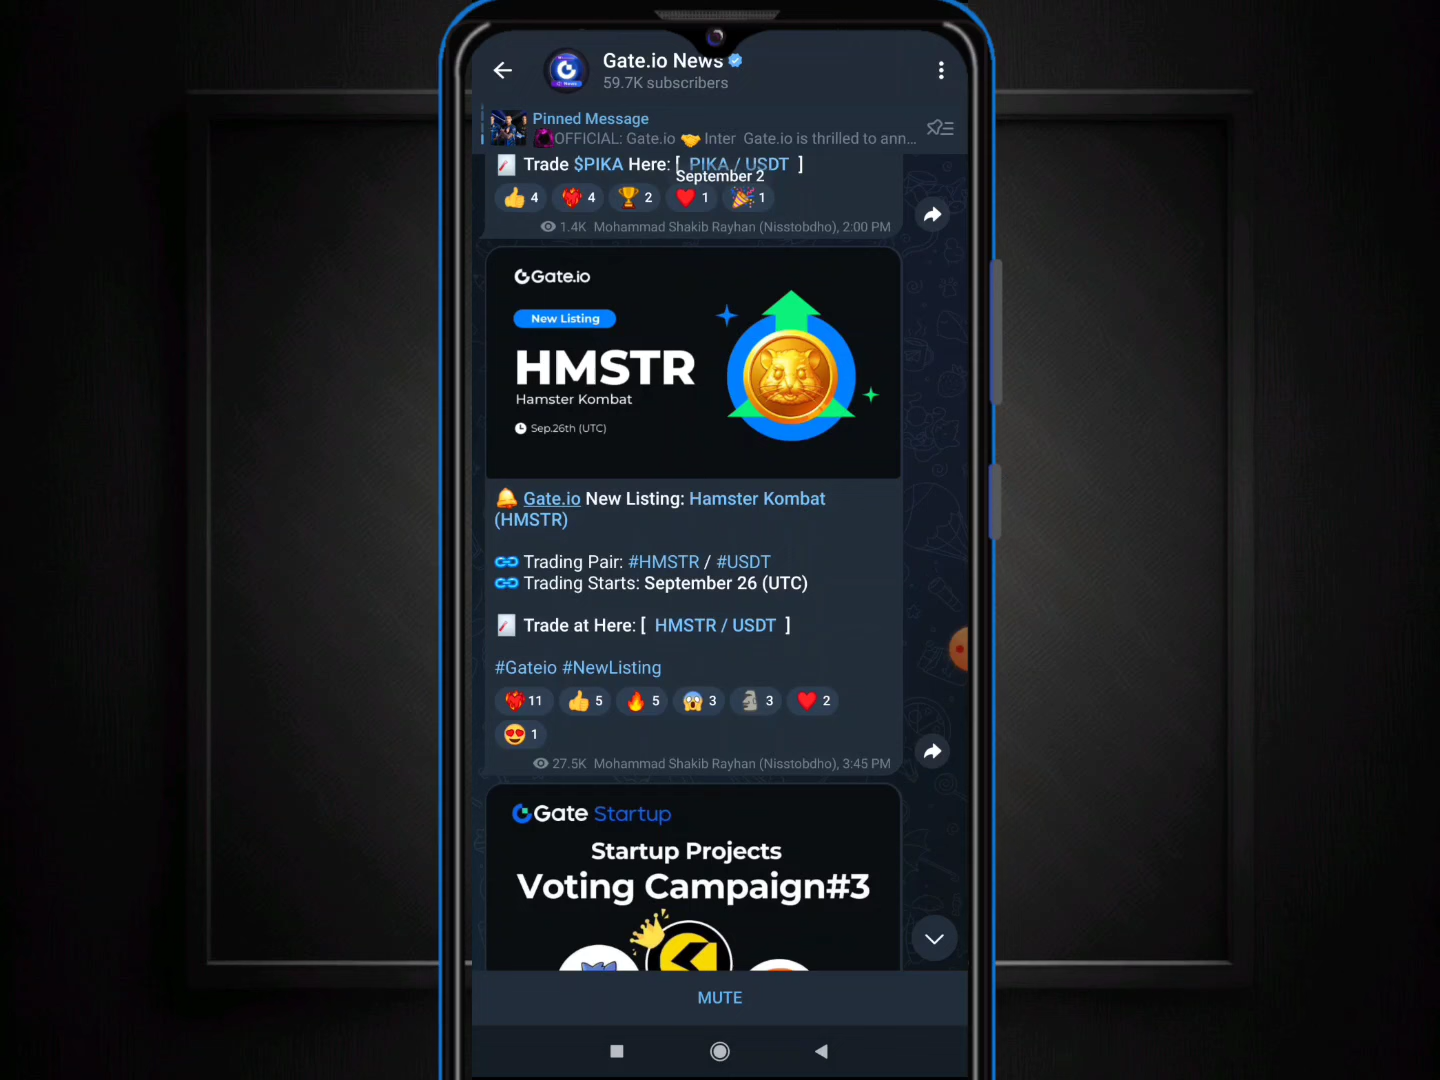 Gate.io News
59.7K subscribers
Pinned Message
OFFICIAL: Gate.io 🤝 Inter Gate.io is thrilled to ann...
Trade $PIKA Here: [ PIKA / USDT ]
September 2
👍 4 4 🏆 2 ❤️ 1 🎉 1
1.4K Mohammad Shakib Rayhan (Nisstobdho), 2:00 PM
Gate.io
New Listing
HMSTR
Hamster Kombat
Sep.26th (UTC)
🔔 Gate.io New Listing: Hamster Kombat
(HMSTR)
Trading Pair: #HMSTR / #USDT
Trading Starts: September 26 (UTC)
Trade at Here: [ HMSTR / USDT ]
#Gateio #NewListing
11 👍 5 🔥 5 😱 3 🗿 3 ❤️ 2
😍 1
27.5K Mohammad Shakib Rayhan (Nisstobdho), 3:45 PM
Gate Startup
Startup Projects
Voting Campaign#3
MUTE